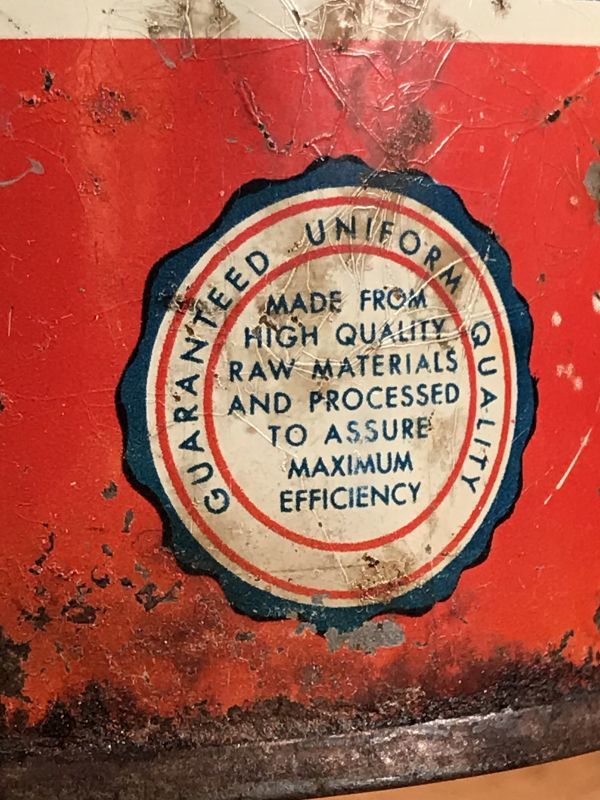 GUARANTEED UNIFORM QUALITY
MADE FROM
HIGH QUALITY
RAW MATERIALS
AND PROCESSED
TO ASSURE
MAXIMUM
EFFICIENCY